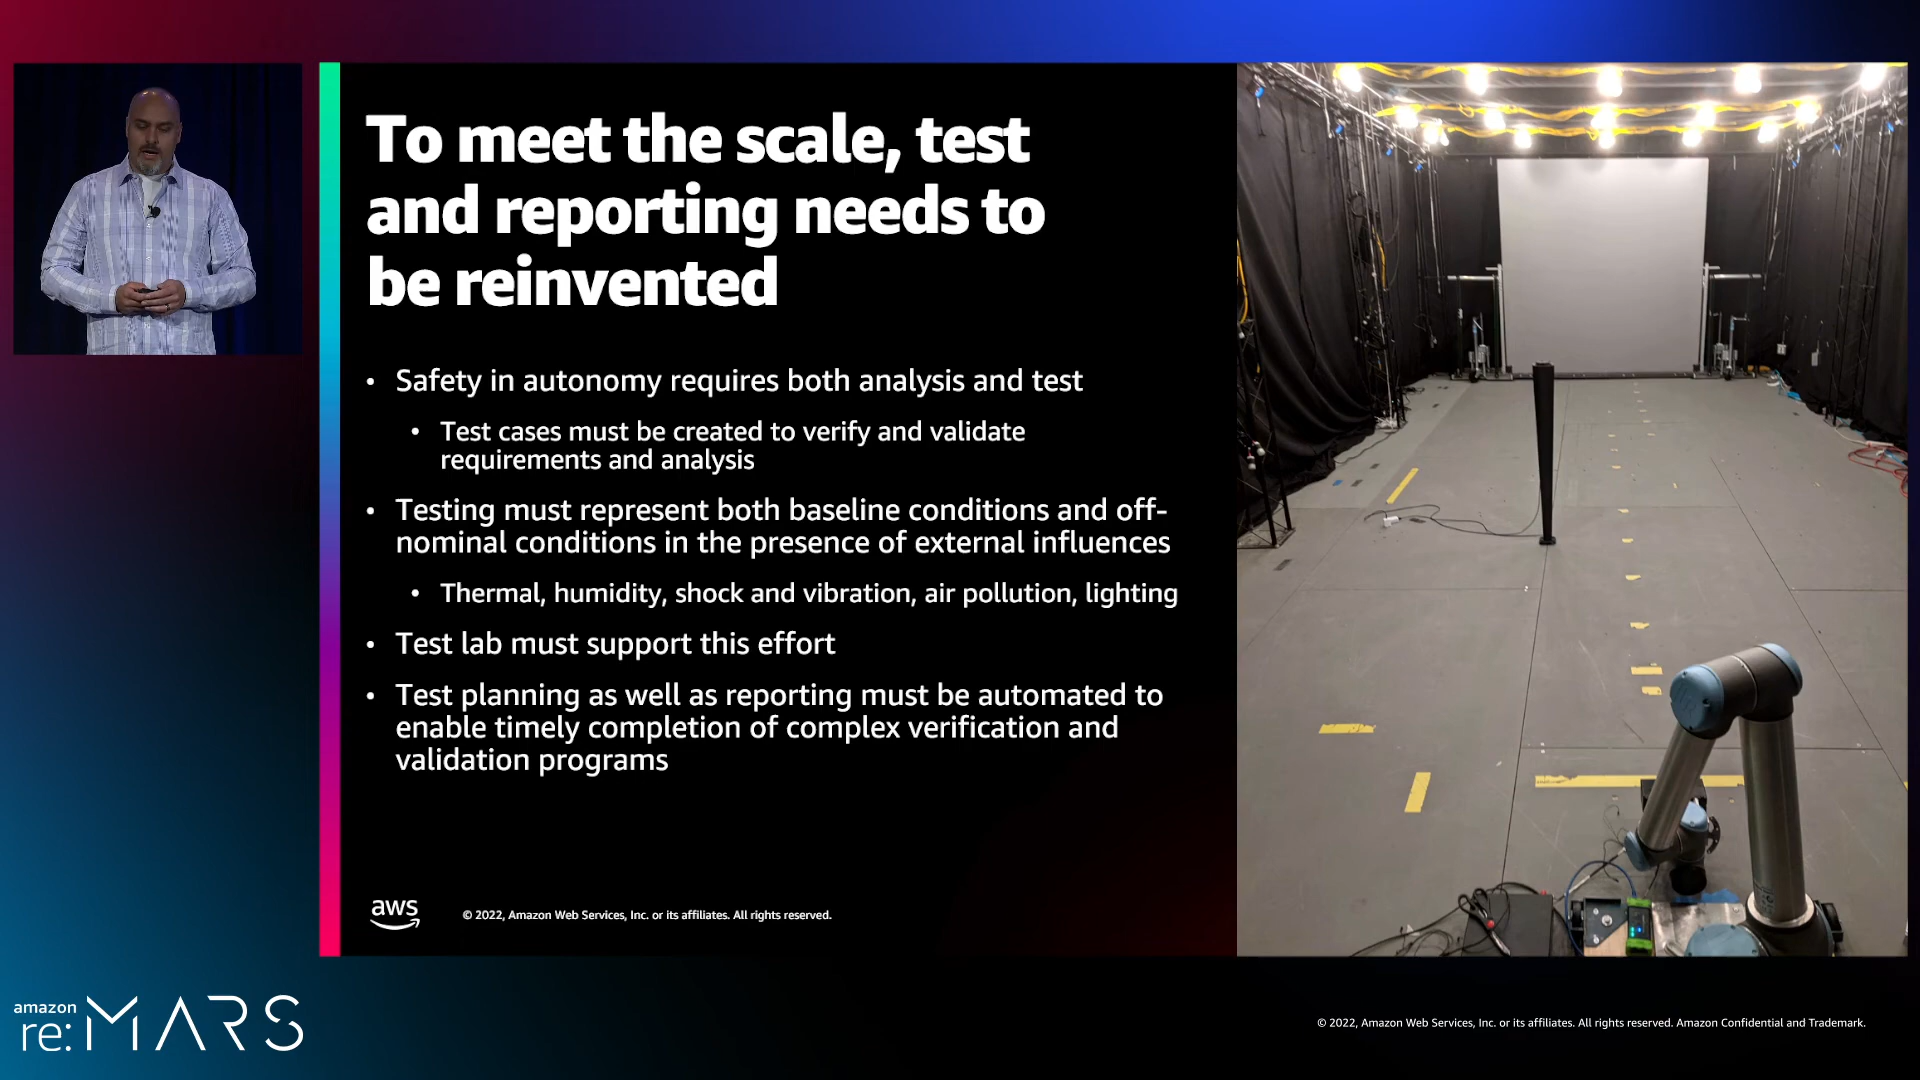 To meet the scale, test
and reporting needs to
be reinvented
• Safety in autonomy requires both analysis and test
• Test cases must be created to verify and validate
requirements and analysis
• Testing must represent both baseline conditions and off-
nominal conditions in the presence of external influences
• Thermal, humidity, shock and vibration, air pollution, lighting
• Test lab must support this effort
• Test planning as well as reporting must be automated to
enable timely completion of complex verification and
validation programs
aws
© 2022, Amazon Web Services, Inc. or its affiliates. All rights reserved.
amazon
re:MARS
© 2022, Amazon Web Services, Inc. or its affiliates. All rights reserved. Amazon Confidential and Trademark.